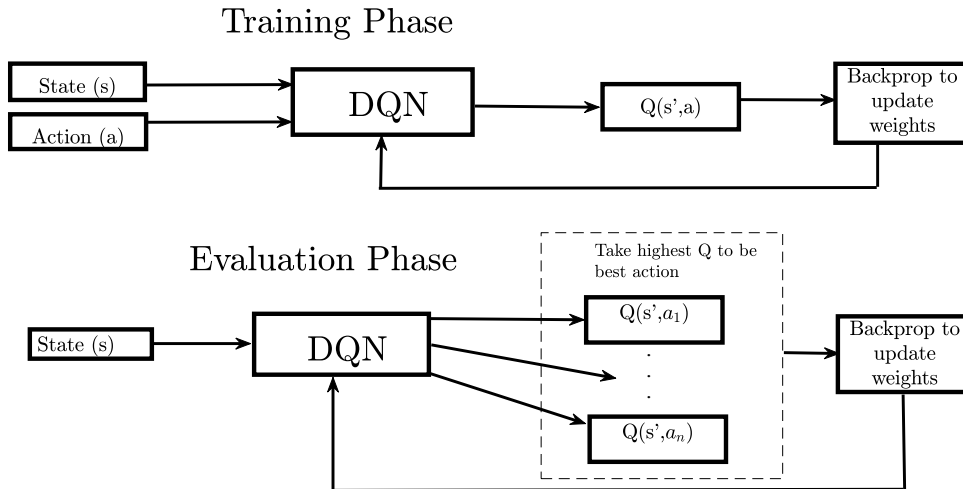 Training Phase
State (s)
Action (a)
DQN
Q(s',a)
Backprop to
update
weights
Evaluation Phase
State (s)
DQN
Take highest Q to be
best action
Q(s',a₁)
.
.
.
Q(s',aₙ)
Backprop to
update
weights